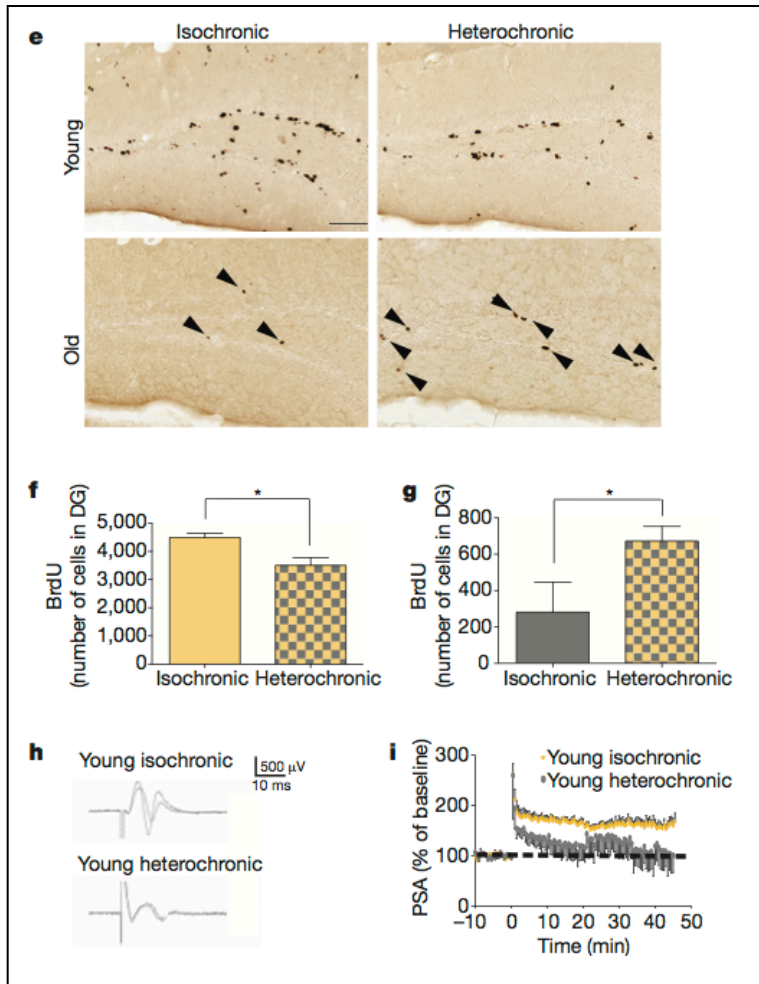 e
Isochronic
Heterochronic
Young
Old
f
*
5,000
4,000
3,000
2,000
1,000
0
BrdU
(number of cells in DG)
Isochronic Heterochronic
g
*
800
600
400
200
0
BrdU
(number of cells in DG)
Isochronic Heterochronic
h
Young isochronic
500 μV
10 ms
Young heterochronic
i
300
200
100
0
PSA (% of baseline)
Young isochronic
Young heterochronic
–10 0 10 20 30 40 50
Time (min)